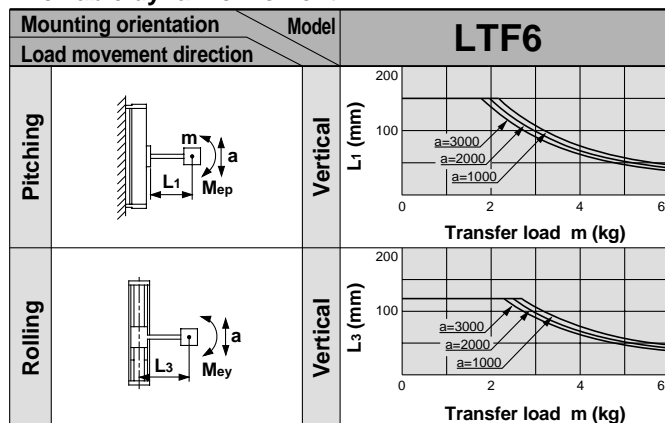 Mounting orientation
Model
Load movement direction
LTF6
Pitching
m
a
L1
Mep
Vertical
L1 (mm)
200
100
a=3000
a=2000
a=1000
0 2 4 6
Transfer load m (kg)
Rolling
a
L3
Mey
Vertical
L3 (mm)
200
100
a=3000
a=2000
a=1000
0 2 4 6
Transfer load m (kg)